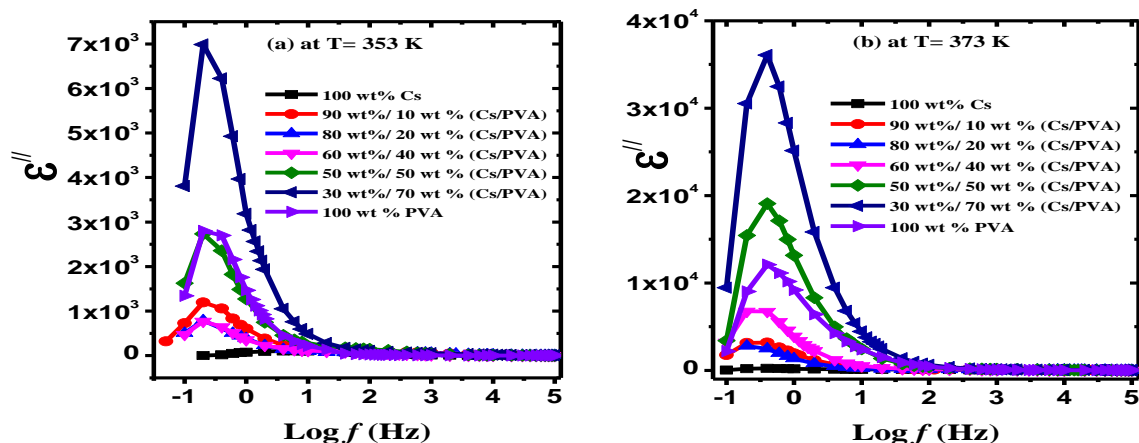 (a) at T= 353 K
7x10³
6x10³
5x10³
4x10³
3x10³
2x10³
1x10³
0
ε//
100 wt% Cs
90 wt%/ 10 wt % (Cs/PVA)
80 wt%/ 20 wt % (Cs/PVA)
60 wt%/ 40 wt % (Cs/PVA)
50 wt%/ 50 wt % (Cs/PVA)
30 wt%/ 70 wt % (Cs/PVA)
100 wt % PVA
-1 0 1 2 3 4 5
Log f (Hz)
(b) at T= 373 K
4x10⁴
3x10⁴
2x10⁴
1x10⁴
0
ε//
100 wt% Cs
90 wt%/ 10 wt % (Cs/PVA)
80 wt%/ 20 wt % (Cs/PVA)
60 wt%/ 40 wt % (Cs/PVA)
50 wt%/ 50 wt % (Cs/PVA)
30 wt%/ 70 wt % (Cs/PVA)
100 wt % PVA
-1 0 1 2 3 4 5
Log f (Hz)